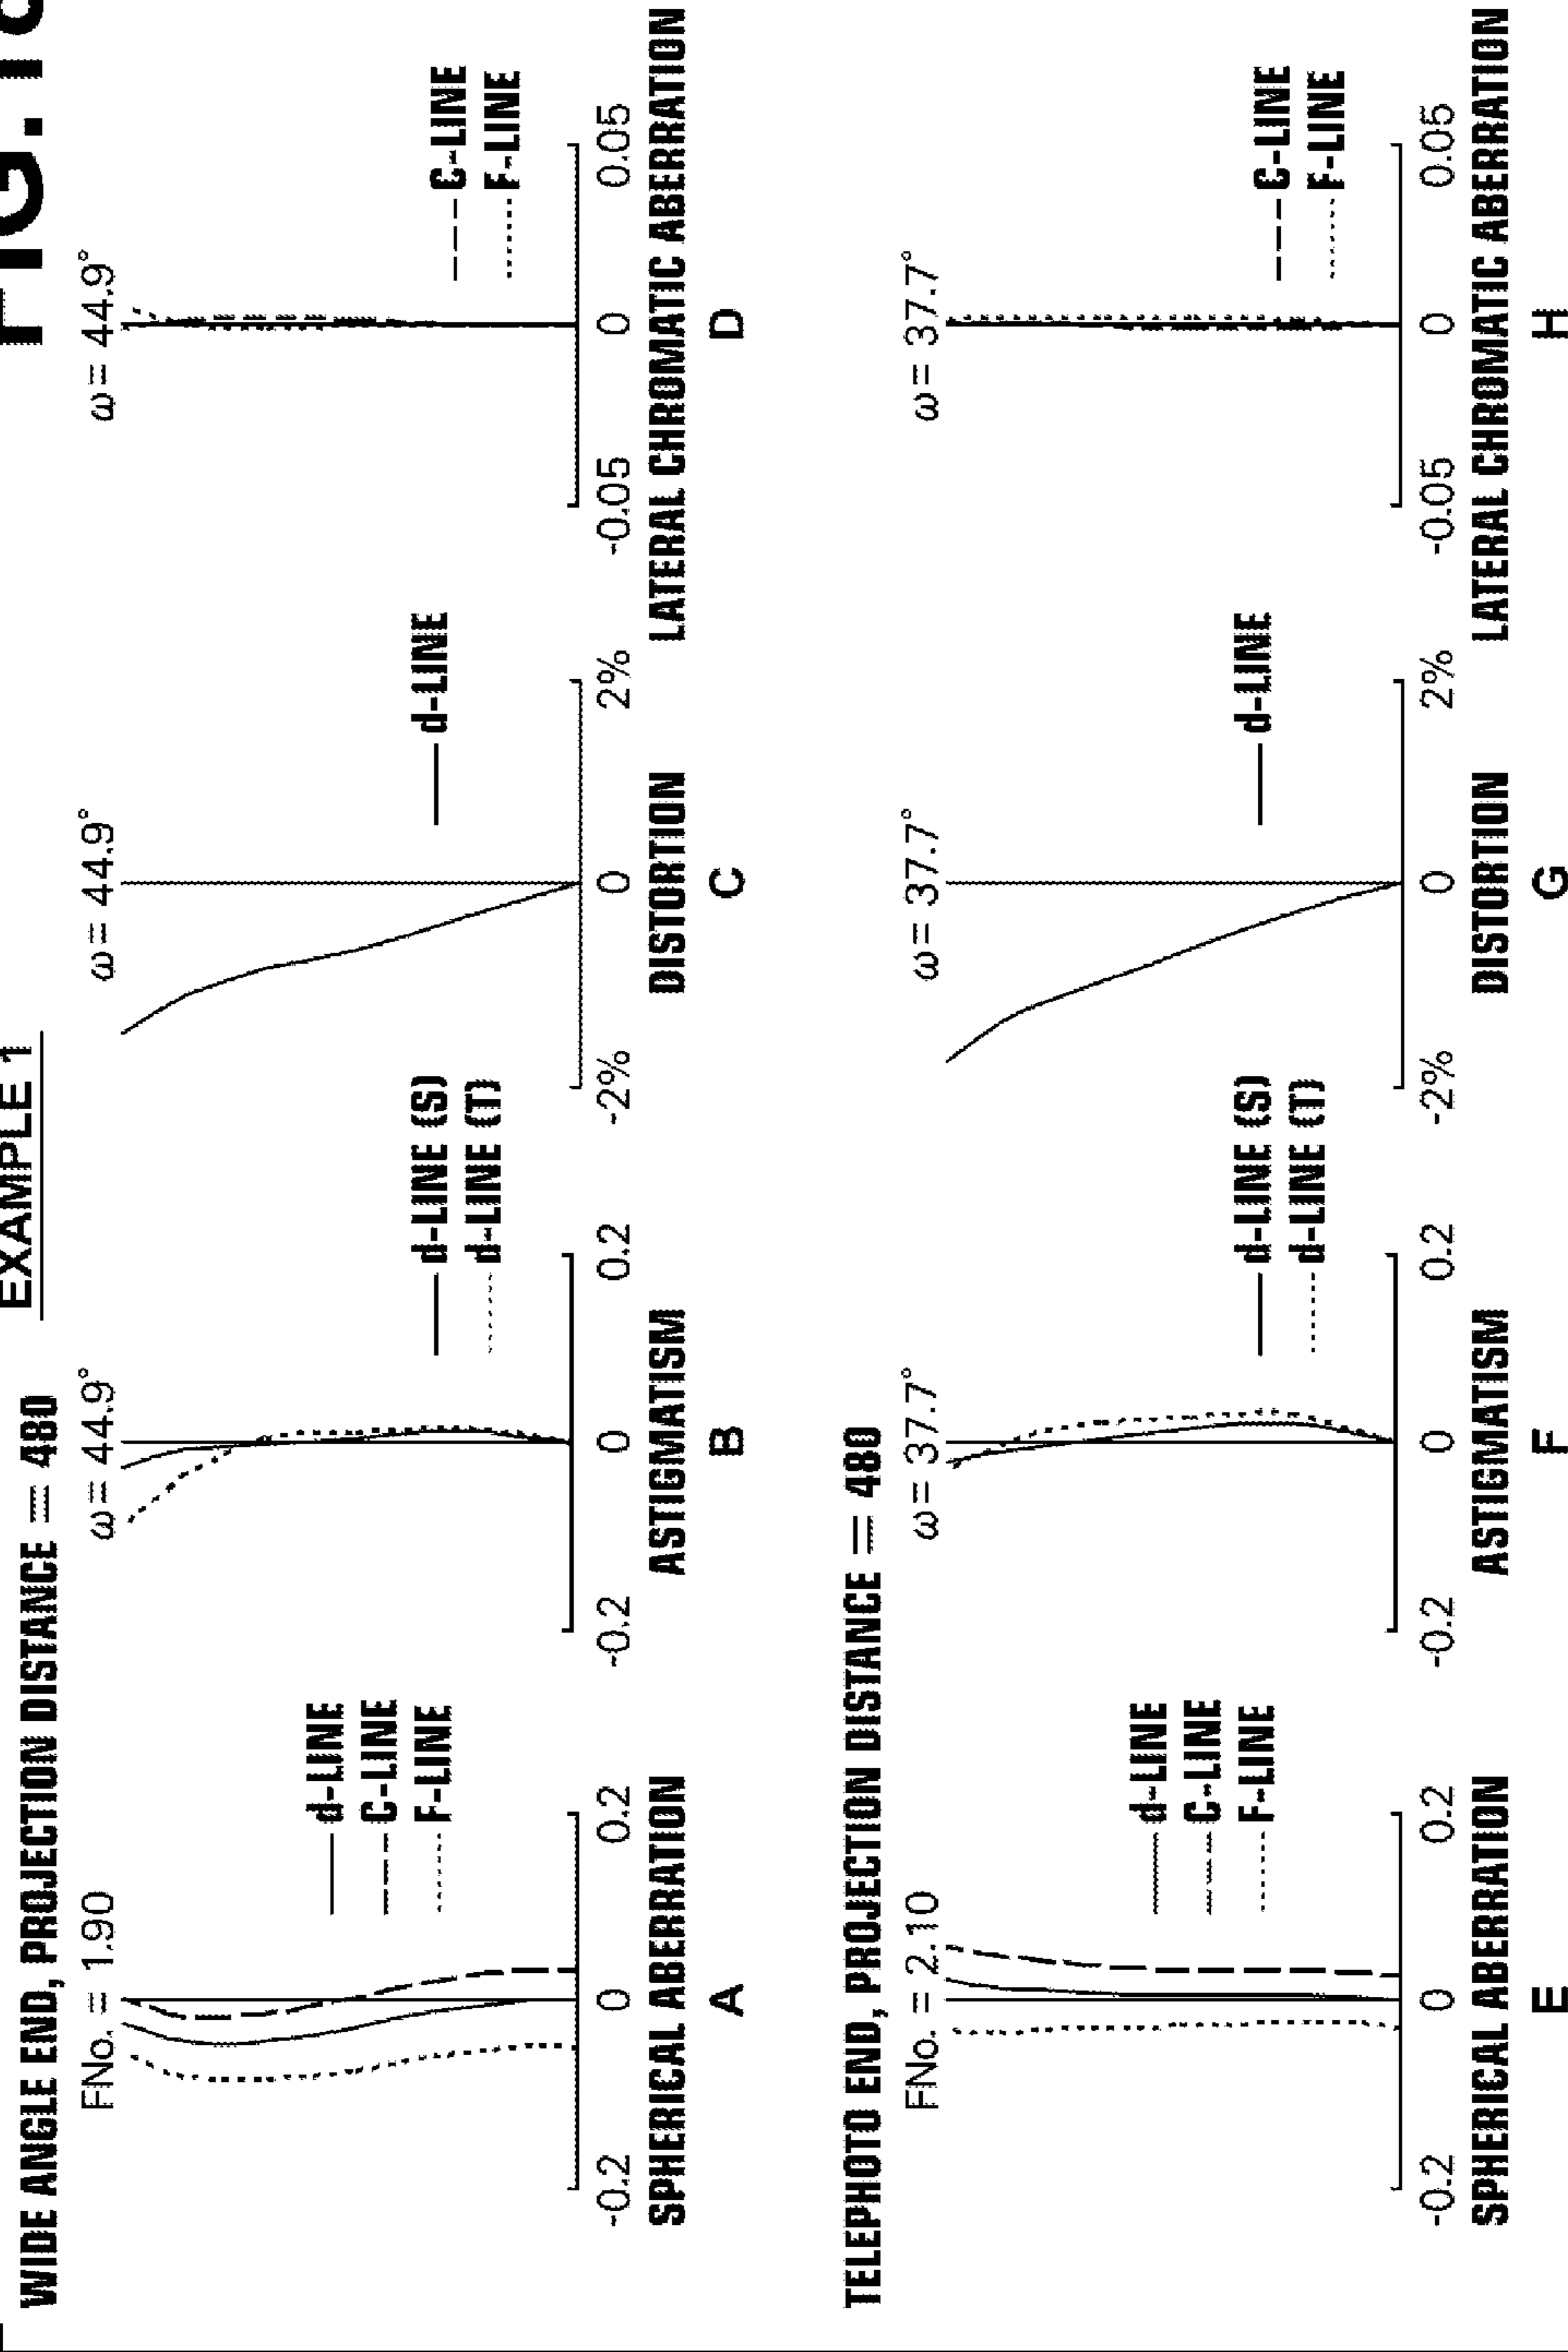 EXAMPLE 1
WIDE ANGLE END, PROJECTION DISTANCE = 480
FNo. = 1.90
d-LINE
C-LINE
F-LINE
-0.2 0 0.2
SPHERICAL ABERRATION
A
ω= 44.9°
d-LINE (S)
d-LINE (T)
-0.2 0 0.2
ASTIGMATISM
B
ω= 44.9°
d-LINE
-2% 0 2%
DISTORTION
C
ω= 44.9°
C-LINE
F-LINE
-0.05 0 0.05
LATERAL CHROMATIC ABERRATION
D
TELEPHOTO END, PROJECTION DISTANCE = 480
FNo. = 2.10
d-LINE
C-LINE
F-LINE
-0.2 0 0.2
SPHERICAL ABERRATION
E
ω= 37.7°
d-LINE (S)
d-LINE (T)
-0.2 0 0.2
ASTIGMATISM
F
ω= 37.7°
d-LINE
-2% 0 2%
DISTORTION
G
ω= 37.7°
C-LINE
F-LINE
-0.05 0 0.05
LATERAL CHROMATIC ABERRATION
H